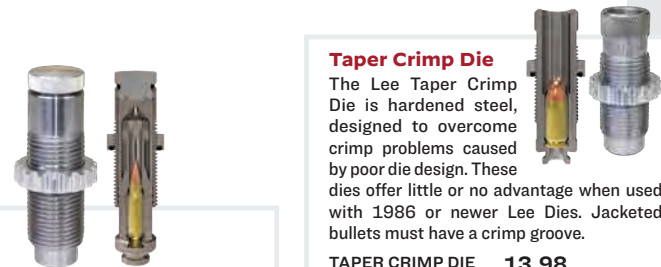 Taper Crimp Die
The Lee Taper Crimp
Die is hardened steel,
designed to overcome
crimp problems caused
by poor die design. These
dies offer little or no advantage when used
with 1986 or newer Lee Dies. Jacketed
bullets must have a crimp groove.
TAPER CRIMP DIE 13.98